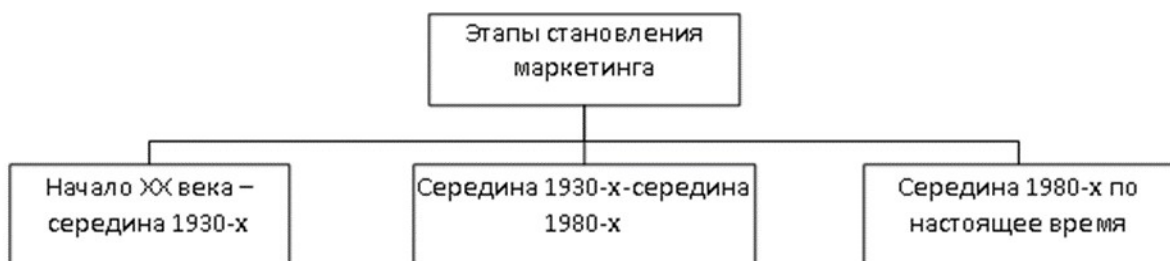 Этапы становления
маркетинга
Начало XX века –
середина 1930-х
Середина 1930-х-середина
1980-х
Середина 1980-х по
настоящее время